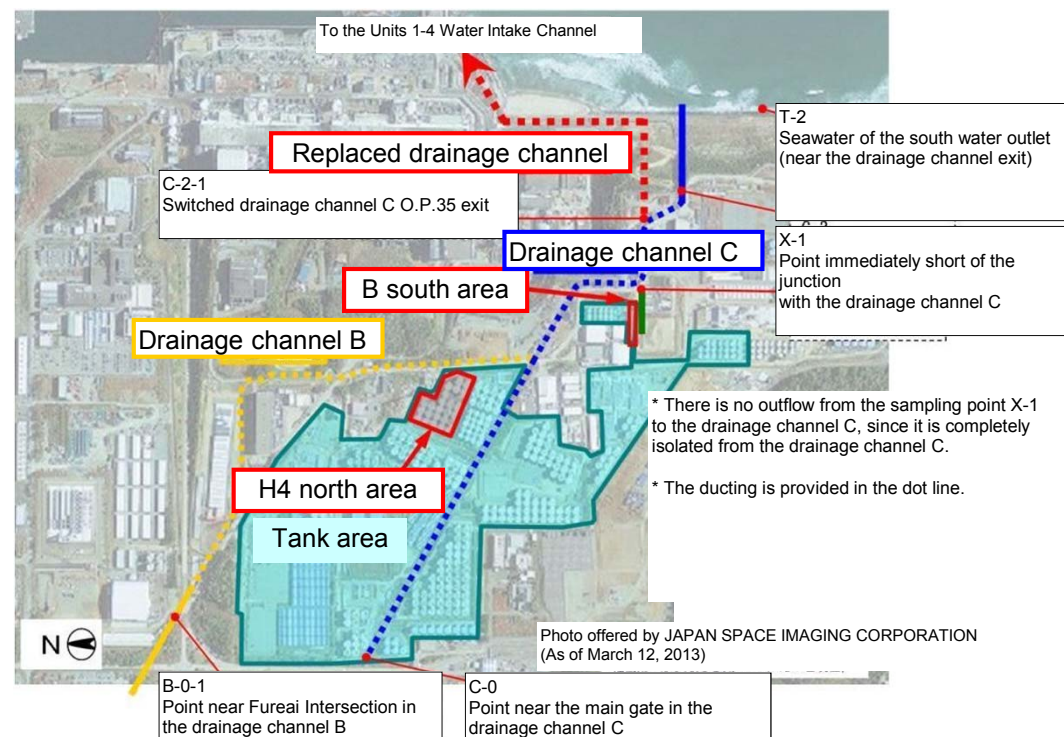 To the Units 1-4 Water Intake Channel
T-2
Seawater of the south water outlet
(near the drainage channel exit)
Replaced drainage channel
C-2-1
Switched drainage channel C O.P.35 exit
X-1
Point immediately short of the
junction
with the drainage channel C
Drainage channel C
B south area
Drainage channel B
* There is no outflow from the sampling point X-1
to the drainage channel C, since it is completely
isolated from the drainage channel C.
* The ducting is provided in the dot line.
H4 north area
Tank area
N
Photo offered by JAPAN SPACE IMAGING CORPORATION
(As of March 12, 2013)
B-0-1
Point near Fureai Intersection in
the drainage channel B
C-0
Point near the main gate in the
drainage channel C